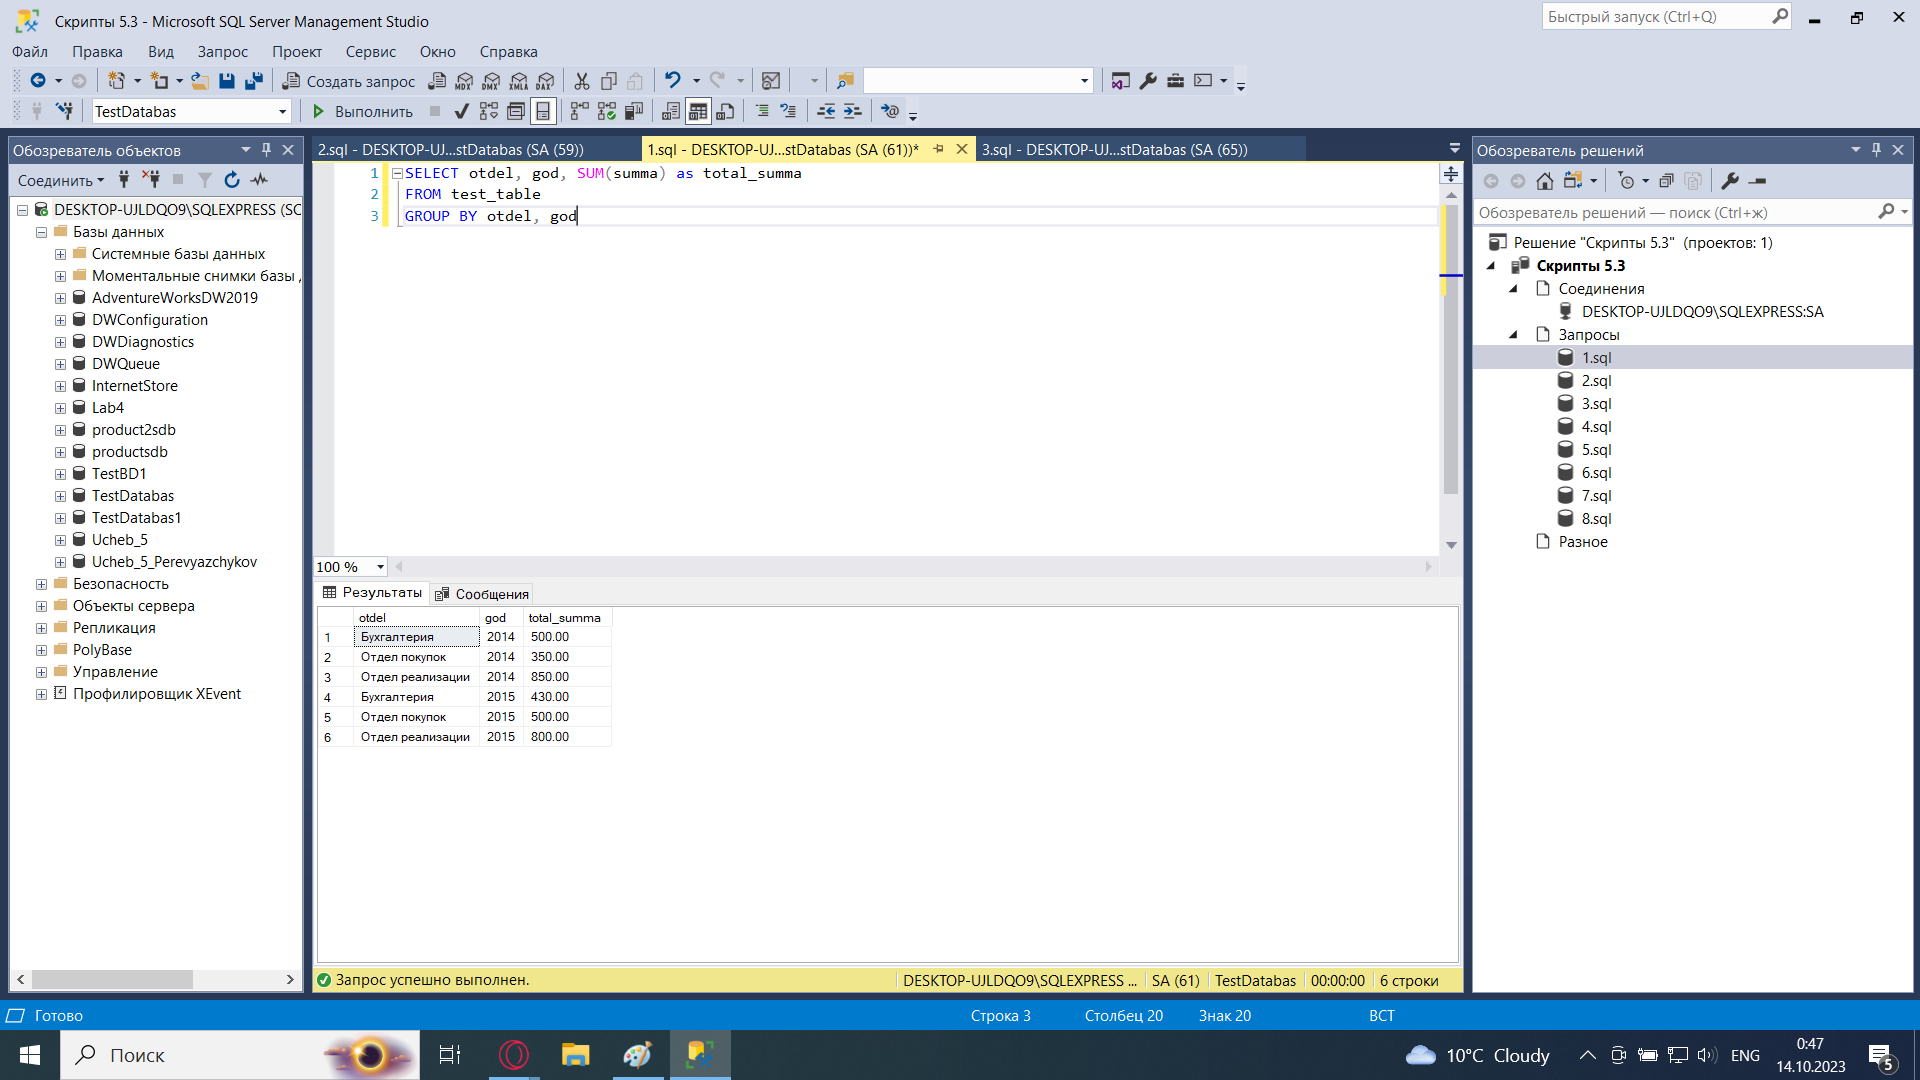 Скрипты 5.3 - Microsoft SQL Server Management Studio
Быстрый запуск (Ctrl+Q)
Файл Правка Вид Запрос Проект Сервис Окно Справка
Создать запрос MDX DMX XMLA DAX
TestDatabas Выполнить
Обозреватель объектов
Соединить
DESKTOP-UJLDQO9\SQLEXPRESS (SC
Базы данных
Системные базы данных
Моментальные снимки базы
AdventureWorksDW2019
DWConfiguration
DWDiagnostics
DWQueue
InternetStore
Lab4
product2sdb
productsdb
TestBD1
TestDatabas
TestDatabas1
Ucheb_5
Ucheb_5_Perevyazchykov
Безопасность
Объекты сервера
Репликация
PolyBase
Управление
Профилировщик XEvent
2.sql - DESKTOP-UJ...stDatabas (SA (59)) 1.sql - DESKTOP-UJ...stDatabas (SA (61))* 3.sql - DESKTOP-UJ...stDatabas (SA (65))
1 SELECT otdel, god, SUM(summa) as total_summa
2 FROM test_table
3 GROUP BY otdel, god
100 %
Результаты Сообщения
otdel god total_summa
1 Бухгалтерия 2014 500.00
2 Отдел покупок 2014 350.00
3 Отдел реализации 2014 850.00
4 Бухгалтерия 2015 430.00
5 Отдел покупок 2015 500.00
6 Отдел реализации 2015 800.00
Запрос успешно выполнен. DESKTOP-UJLDQO9\SQLEXPRESS ... SA (61) TestDatabas 00:00:00 6 строки
Обозреватель решений
Обозреватель решений — поиск (Ctrl+ж)
Решение "Скрипты 5.3" (проектов: 1)
Скрипты 5.3
Соединения
DESKTOP-UJLDQO9\SQLEXPRESS:SA
Запросы
1.sql
2.sql
3.sql
4.sql
5.sql
6.sql
7.sql
8.sql
Разное
Готово Строка 3 Столбец 20 Знак 20 ВСТ
Поиск
10°C Cloudy ENG
0:47
14.10.2023
5